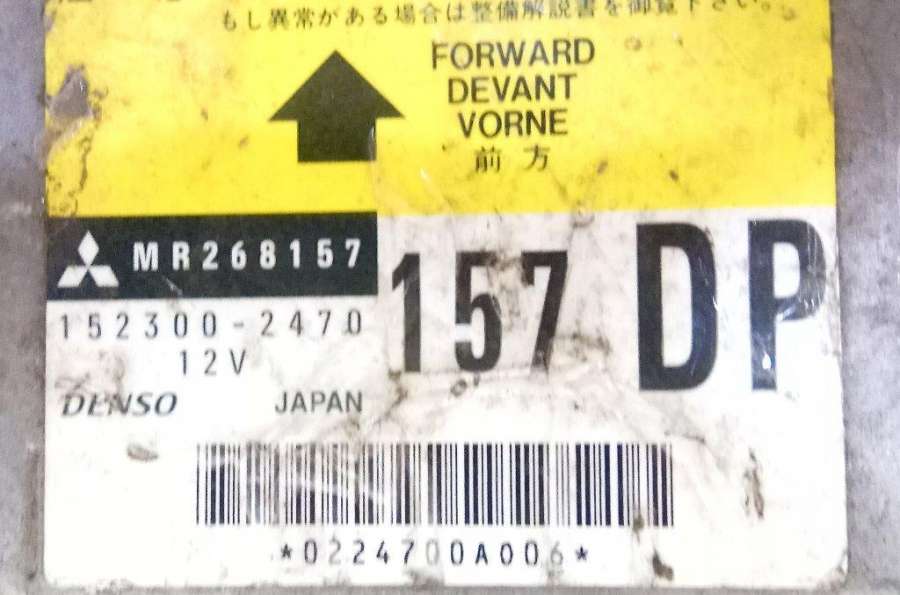 もし異常がある場合は整備解説書を御覧下さい。
FORWARD
DEVANT
VORNE
前方
MR268157
157 DP
152300-2470
12V
DENSO JAPAN
*0224700A006*